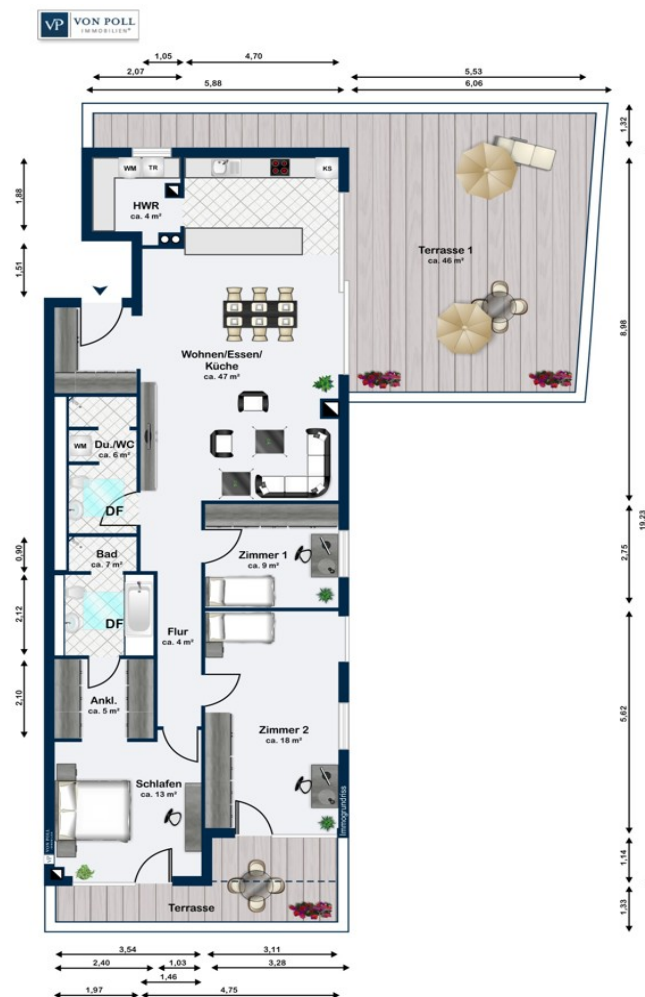 VP VON POLL
IMMOBILIEN®
1,05
4,70
2,07
5,88
5,53
6,06
1,32
1,88
WM
TR
KS
HWR
ca. 4 m²
Terrasse 1
ca. 46 m²
1,51
8,98
Wohnen/Essen/
Küche
ca. 47 m²
WM
Du./WC
ca. 6 m²
DF
19,23
0,90
Bad
ca. 7 m²
Zimmer 1
ca. 9 m²
2,75
2,12
DF
Flur
ca. 4 m²
2,10
Ankl.
ca. 5 m²
Zimmer 2
ca. 18 m²
5,62
Schlafen
ca. 13 m²
Immogrundriss
VP VON POLL
1,14
Terrasse
1,33
3,54
3,11
2,40
1,03
3,28
1,46
1,97
4,75